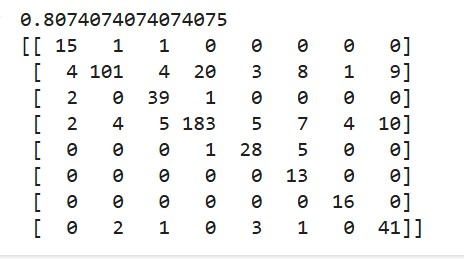 0.8074074074074075
[[ 15 1 1 0 0 0 0 0]
[ 4 101 4 20 3 8 1 9]
[ 2 0 39 1 0 0 0 0]
[ 2 4 5 183 5 7 4 10]
[ 0 0 0 1 28 5 0 0]
[ 0 0 0 0 0 13 0 0]
[ 0 0 0 0 0 0 16 0]
[ 0 2 1 0 3 1 0 41]]